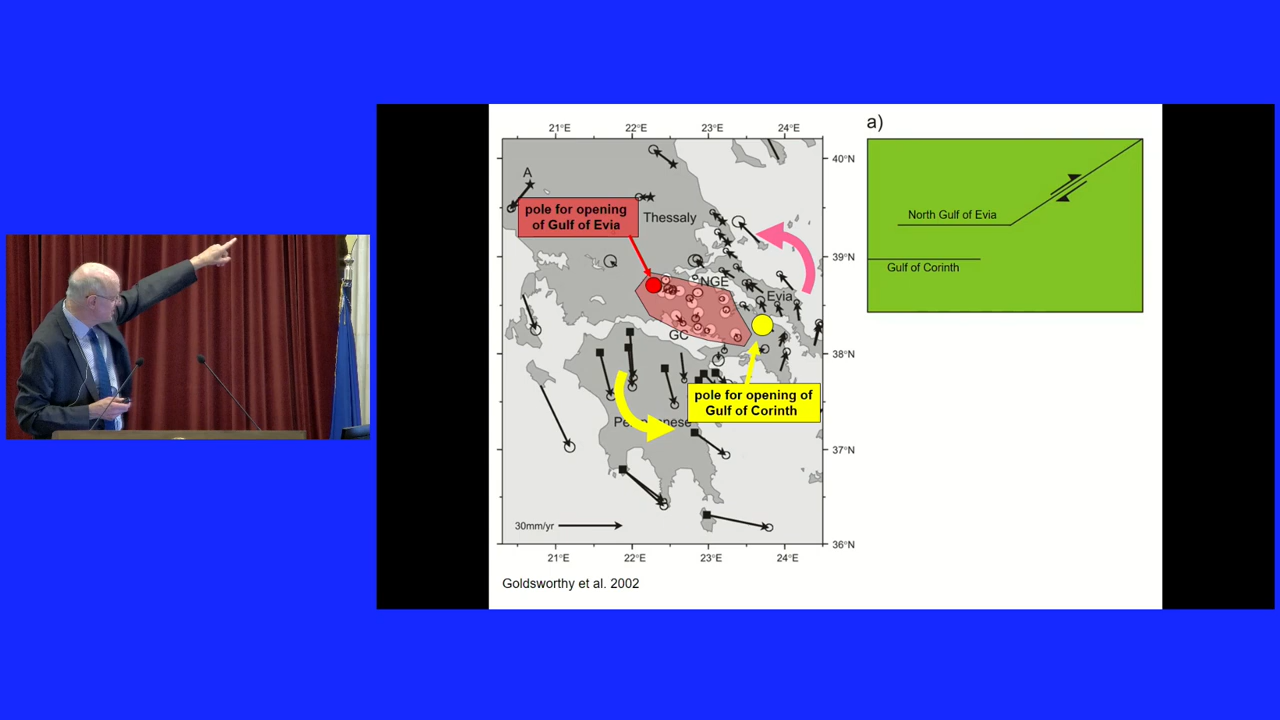 a)
21°E 22°E 23°E 24°E
40°N
A
pole for opening
of Gulf of Evia
Thessaly
North Gulf of Evia
39°N
Gulf of Corinth
NGE
Evia
GC
38°N
pole for opening of
Gulf of Corinth
37°N
30mm/yr
36°N
21°E 22°E 23°E 24°E
Goldsworthy et al. 2002